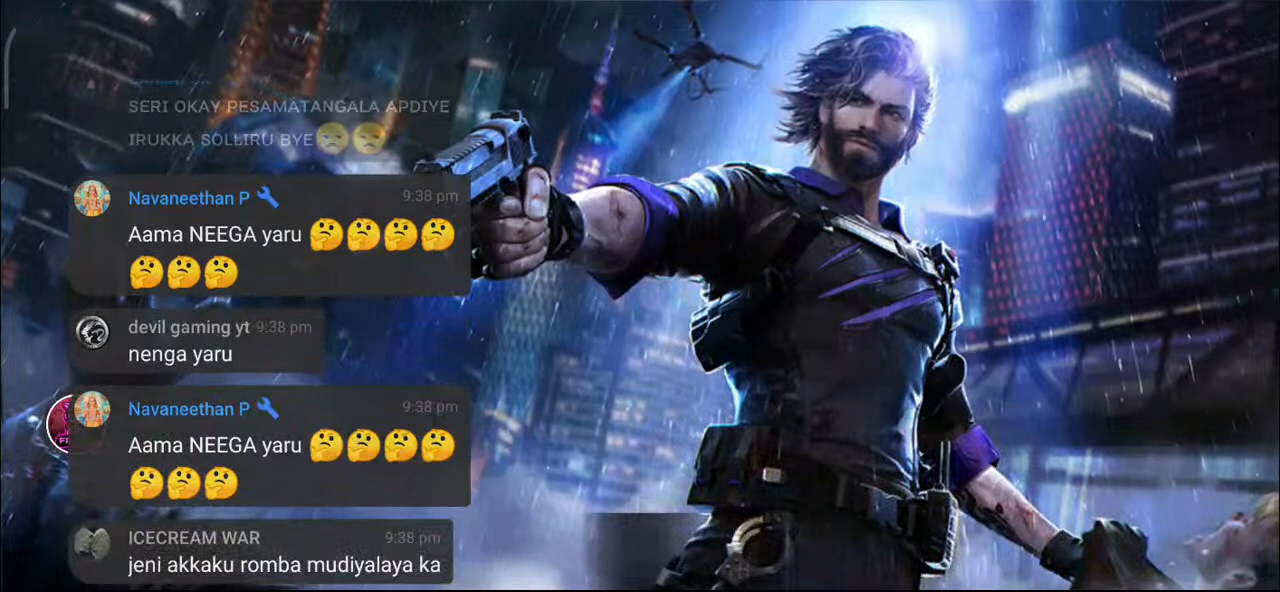 SERI OKAY PESAMATANGALA APDIYE
IRUKKA SOLLIRU BYE😒😒
Navaneethan P 🔧 9:38 pm
Aama NEEGA yaru 🤔🤔🤔🤔
🤔🤔🤔
devil gaming yt 9:38 pm
nenga yaru
Navaneethan P 🔧 9:38 pm
Aama NEEGA yaru 🤔🤔🤔🤔
🤔🤔🤔
ICECREAM WAR 9:38 pm
jeni akkaku romba mudiyalaya ka